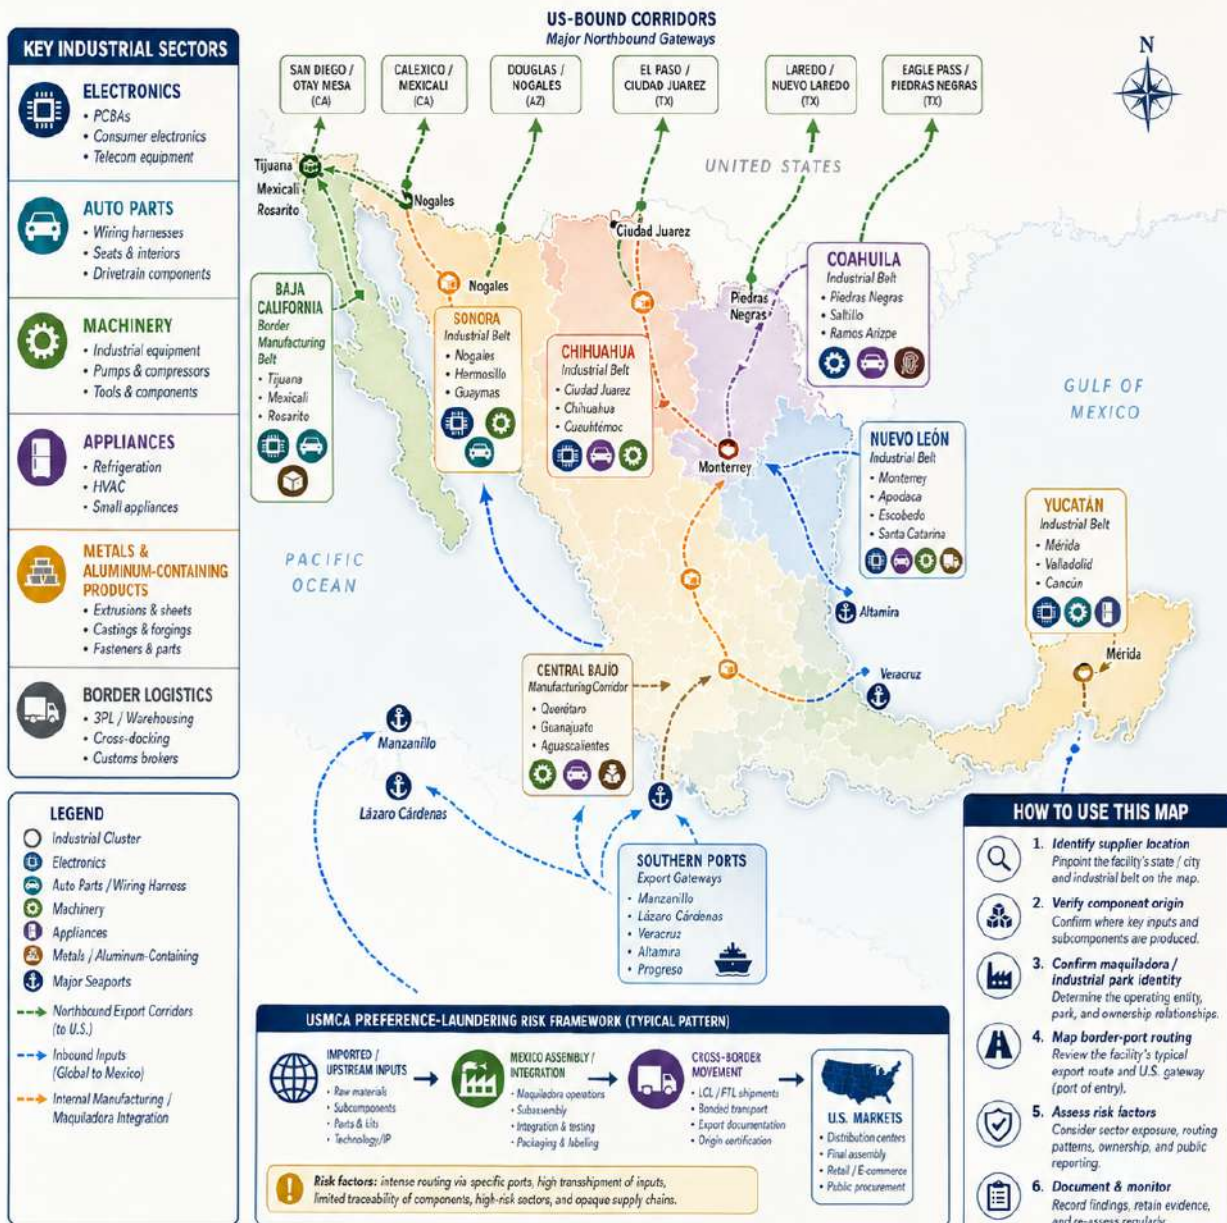 US-BOUND CORRIDORS
Major Northbound Gateways
N
SAN DIEGO /
OTAY MESA
(CA)
CALEXICO /
MEXICALI
(CA)
DOUGLAS /
NOGALES
(AZ)
EL PASO /
CIUDAD JUAREZ
(TX)
LAREDO /
NUEVO LAREDO
(TX)
EAGLE PASS /
PIEDRAS NEGRAS
(TX)
KEY INDUSTRIAL SECTORS
ELECTRONICS
• PCBAs
• Consumer electronics
• Telecom equipment
AUTO PARTS
• Wiring harnesses
• Seats & interiors
• Drivetrain components
MACHINERY
• Industrial equipment
• Pumps & compressors
• Tools & components
APPLIANCES
• Refrigeration
• HVAC
• Small appliances
METALS &
ALUMINUM-CONTAINING
PRODUCTS
• Extrusions & sheets
• Castings & forgings
• Fasteners & parts
BORDER LOGISTICS
• 3PL / Warehousing
• Cross-docking
• Customs brokers
LEGEND
Industrial Cluster
Electronics
Auto Parts / Wiring Harness
Machinery
Appliances
Metals / Aluminum-Containing
Major Seaports
Northbound Export Corridors
(to U.S.)
Inbound Inputs
(Global to Mexico)
Internal Manufacturing /
Maquiladora Integration
UNITED STATES
Tijuana
Mexicali
Rosarito
Nogales
Nogales
Ciudad Juarez
Piedras
Negras
Monterrey
BAJA
CALIFORNIA
Border
Manufacturing
Belt
• Tijuana
• Mexicali
• Rosarito
SONORA
Industrial Belt
• Nogales
• Hermosillo
• Guaymas
CHIHUAHUA
Industrial Belt
• Ciudad Juarez
• Chihuahua
• Cuauhtémoc
COAHUILA
Industrial Belt
• Piedras Negras
• Saltillo
• Ramos Arizpe
NUEVO LEÓN
Industrial Belt
• Monterrey
• Apodaca
• Escobedo
• Santa Catarina
GULF OF
MEXICO
YUCATÁN
Industrial Belt
• Mérida
• Valladolid
• Cancún
PACIFIC
OCEAN
Altamira
Mérida
Veracruz
CENTRAL BAJÍO
Manufacturing Corridor
• Querétaro
• Guanajuato
• Aguascalientes
Manzanillo
Lázaro Cárdenas
SOUTHERN PORTS
Export Gateways
• Manzanillo
• Lázaro Cárdenas
• Veracruz
• Altamira
• Progreso
HOW TO USE THIS MAP
1. Identify supplier location
Pinpoint the facility's state / city
and industrial belt on the map.
2. Verify component origin
Confirm where key inputs and
subcomponents are produced.
3. Confirm maquiladora /
industrial park identity
Determine the operating entity,
park, and ownership relationships.
4. Map border-port routing
Review the facility's typical
export route and U.S. gateway
(port of entry).
5. Assess risk factors
Consider sector exposure, routing
patterns, ownership, and public
reporting.
6. Document & monitor
Record findings, retain evidence,
and re-assess regularly.
USMCA PREFERENCE-LAUNDERING RISK FRAMEWORK (TYPICAL PATTERN)
IMPORTED /
UPSTREAM INPUTS
• Raw materials
• Subcomponents
• Parts & kits
• Technology/IP
MEXICO ASSEMBLY /
INTEGRATION
• Maquiladora operations
• Subassembly
• Integration & testing
• Packaging & labeling
CROSS-BORDER
MOVEMENT
• LCL / FTL shipments
• Bonded transport
• Export documentation
• Origin certification
U.S. MARKETS
• Distribution centers
• Final assembly
• Retail / E-commerce
• Public procurement
Risk factors: intense routing via specific ports, high transhipment of inputs,
limited traceability of components, high-risk sectors, and opaque supply chains.